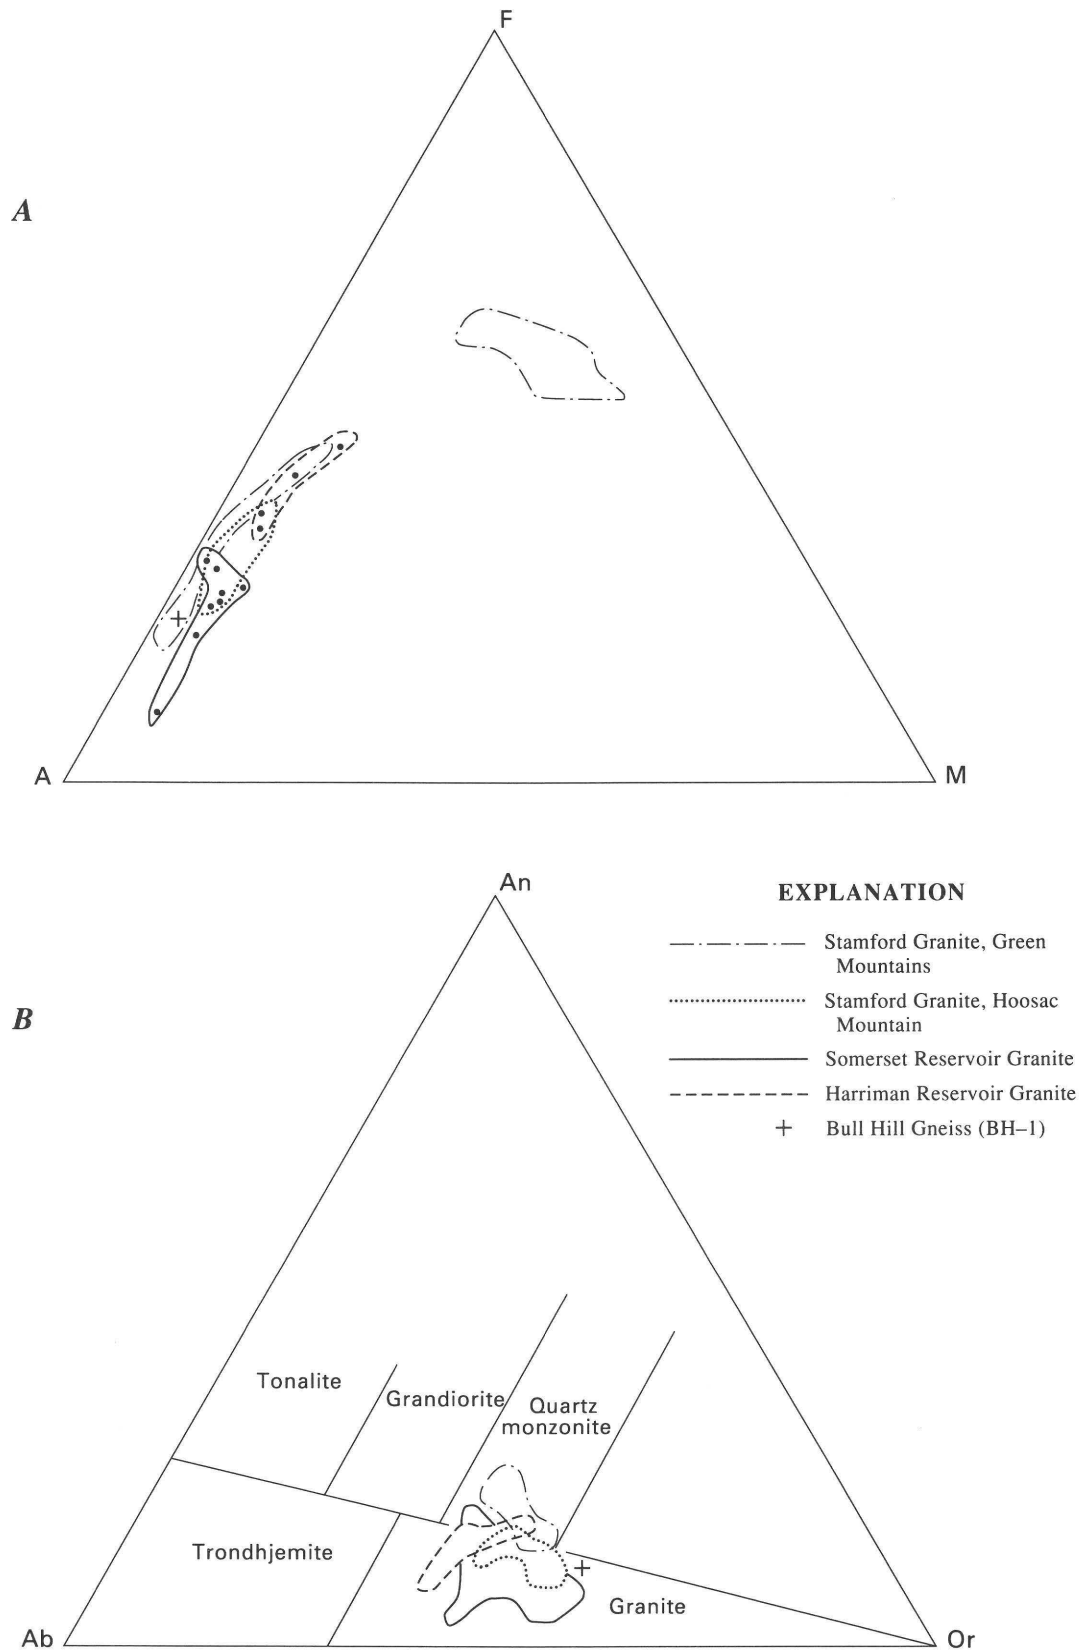 F
A
A
M
An
EXPLANATION
Stamford Granite, Green
Mountains
Stamford Granite, Hoosac
Mountain
B
Somerset Reservoir Granite
Harriman Reservoir Granite
Bull Hill Gneiss (BH–1)
Tonalite
Grandiorite
Quartz
monzonite
Trondhjemite
Granite
Ab
Or